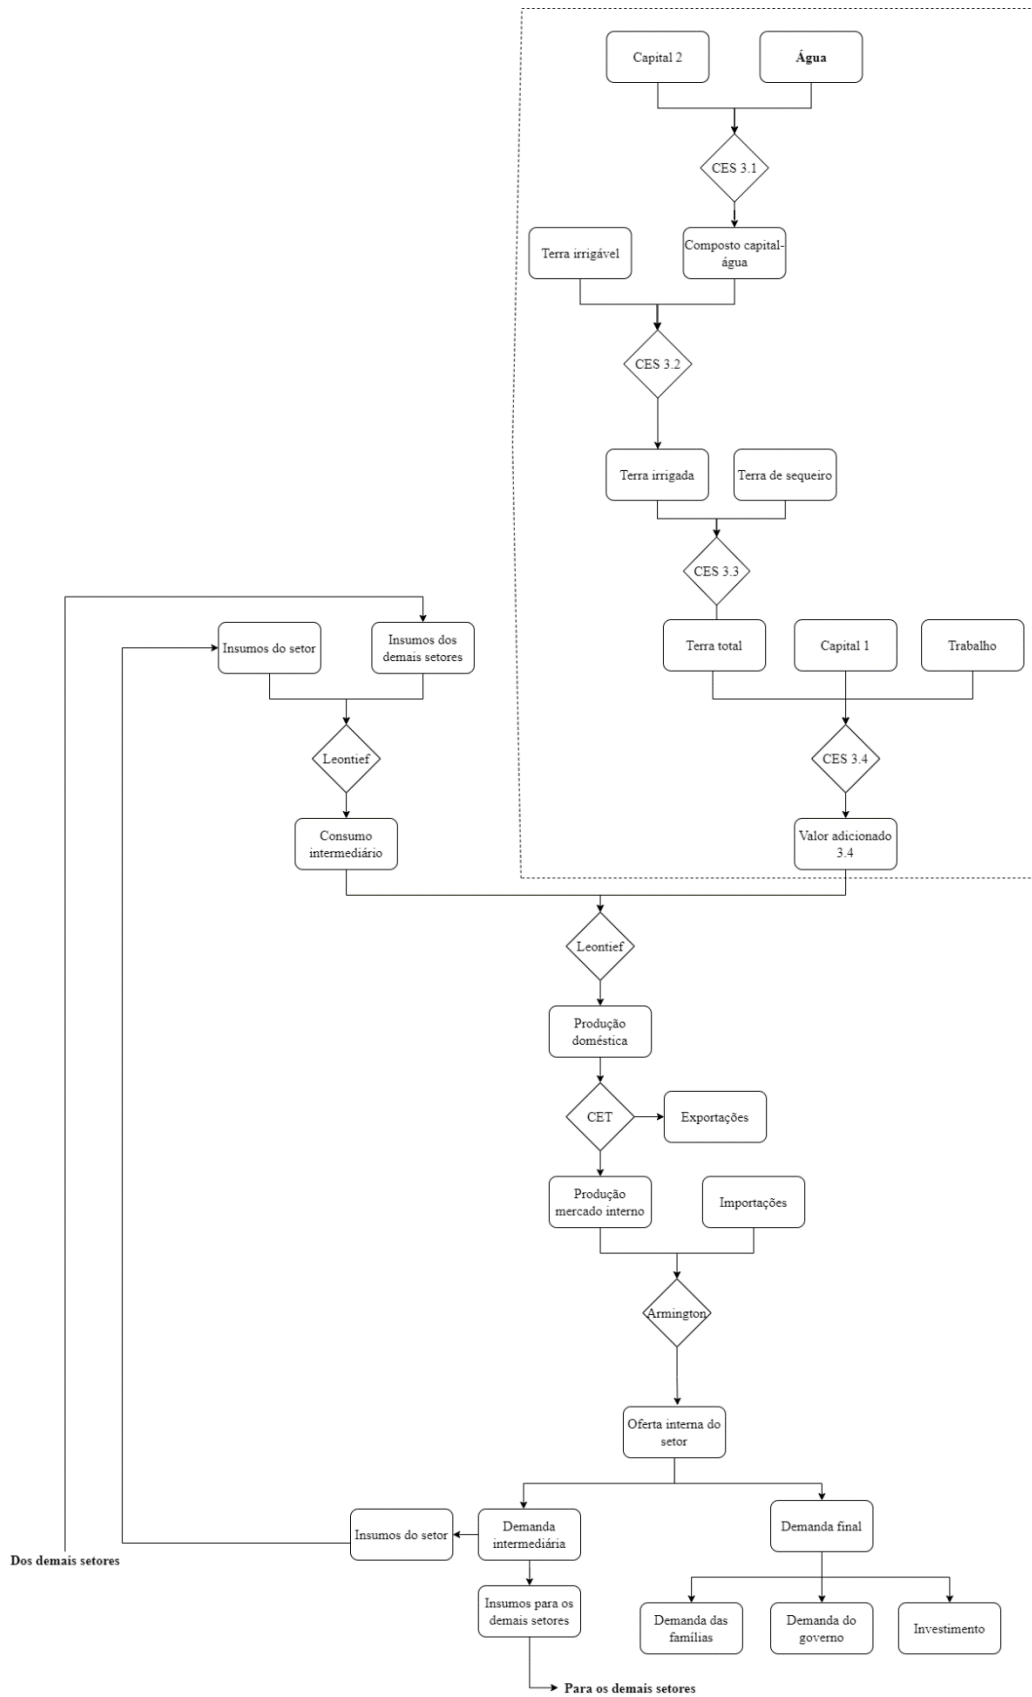 Capital 2
Água
CES 3.1
Terra irrigável
Composto capital-
água
CES 3.2
Terra irrigada
Terra de sequeiro
CES 3.3
Insumos do setor
Insumos dos
demais setores
Terra total
Capital 1
Trabalho
Leontief
CES 3.4
Consumo
intermediário
Valor adicionado
3.4
Leontief
Produção
doméstica
CET
Exportações
Produção
mercado interno
Importações
Armington
Oferta interna do
setor
Insumos do setor
Demanda
intermediária
Demanda final
Dos demais setores
Insumos para os
demais setores
Demanda das
famílias
Demanda do
governo
Investimento
Para os demais setores